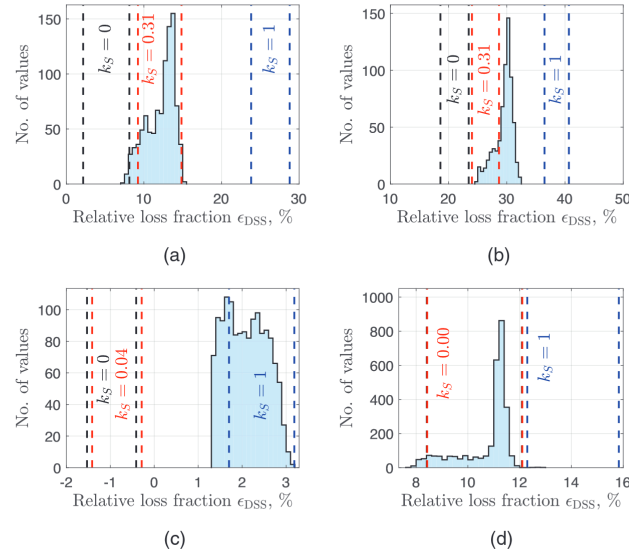 150
100
50
0
0
10
20
30
No. of values
k_S = 0
k_S = 0.31
k_S = 1
Relative loss fraction ϵ_DSS, %
(a)
150
100
50
0
10
20
30
40
50
No. of values
k_S = 0
k_S = 0.31
k_S = 1
Relative loss fraction ϵ_DSS, %
(b)
100
80
60
40
20
0
-2
-1
0
1
2
3
No. of values
k_S = 0
k_S = 0.04
k_S = 1
Relative loss fraction ϵ_DSS, %
(c)
1000
800
600
400
200
0
8
10
12
14
16
No. of values
k_S = 0.00
k_S = 1
Relative loss fraction ϵ_DSS, %
(d)